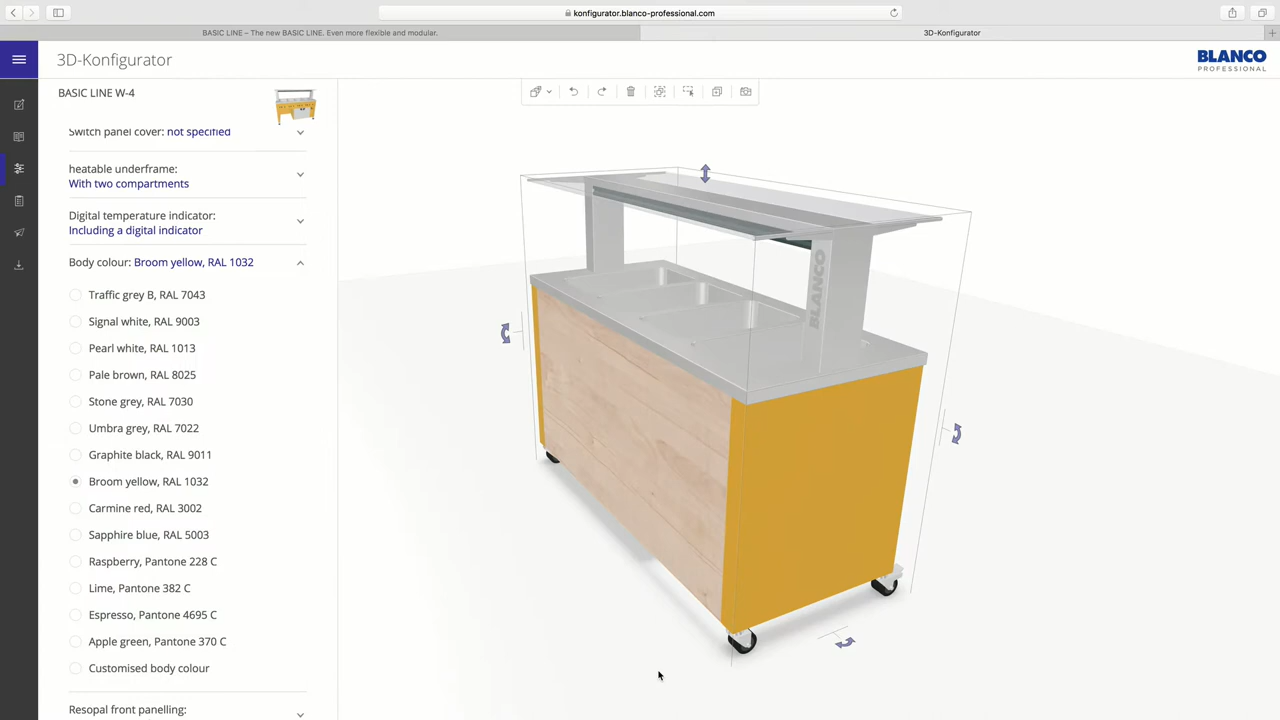 konfigurator.blanco-professional.com
BASIC LINE – The new BASIC LINE. Even more flexible and modular.
3D-Konfigurator
3D-Konfigurator
BLANCO
PROFESSIONAL
BASIC LINE W-4
Switch panel cover: not specified
heatable underframe:
With two compartments
Digital temperature indicator:
Including a digital indicator
Body colour: Broom yellow, RAL 1032
Traffic grey B, RAL 7043
Signal white, RAL 9003
Pearl white, RAL 1013
Pale brown, RAL 8025
Stone grey, RAL 7030
Umbra grey, RAL 7022
Graphite black, RAL 9011
Broom yellow, RAL 1032
Carmine red, RAL 3002
Sapphire blue, RAL 5003
Raspberry, Pantone 228 C
Lime, Pantone 382 C
Espresso, Pantone 4695 C
Apple green, Pantone 370 C
Customised body colour
Resopal front panelling:
BLANCO